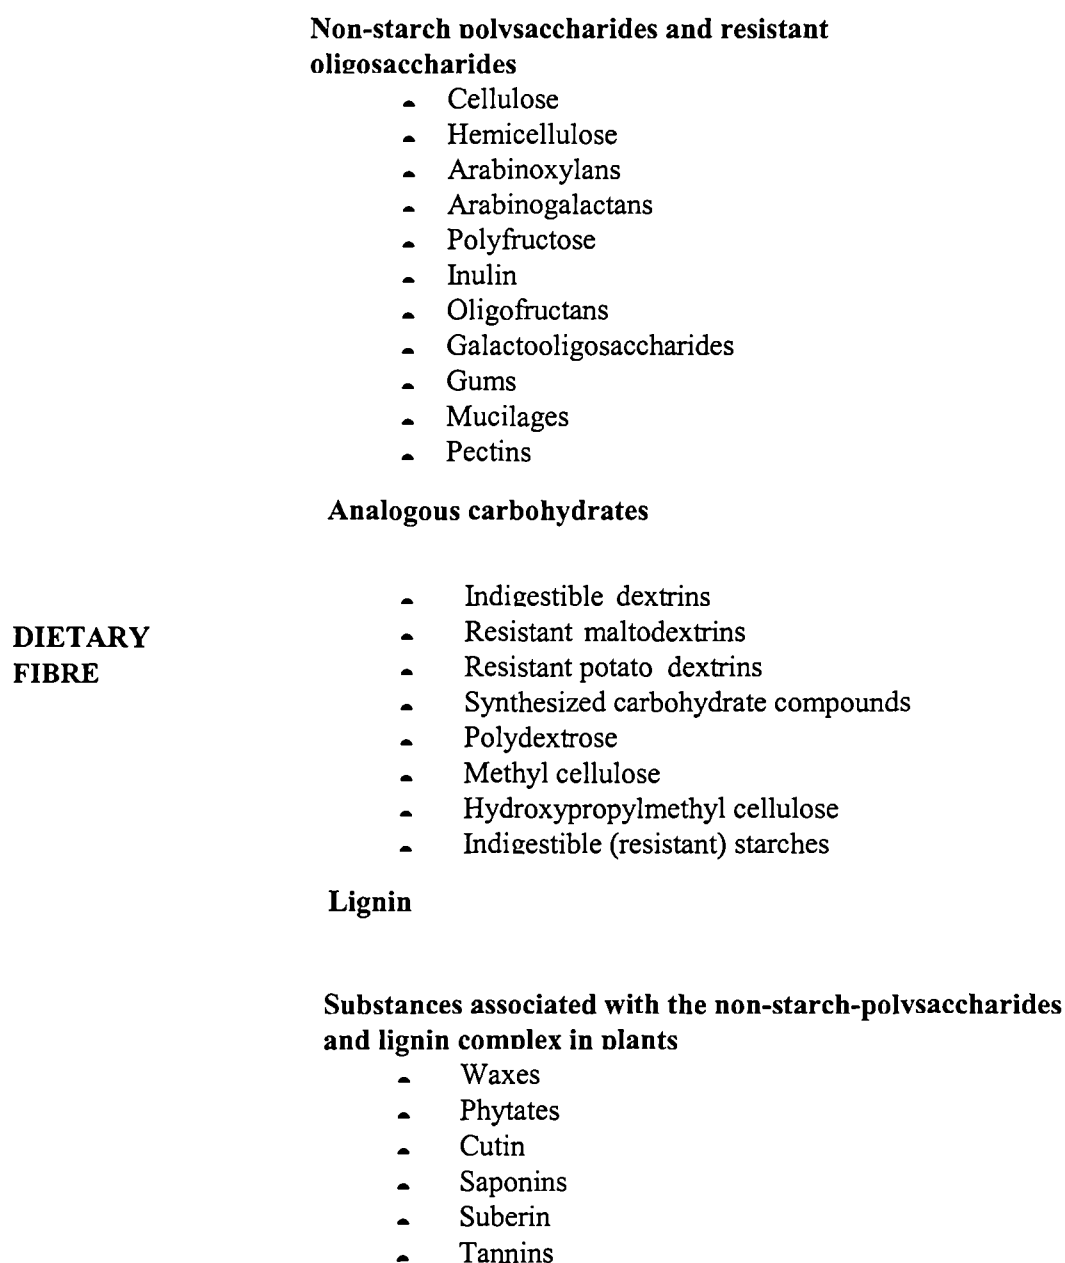 Non-starch polysaccharides and resistant
oligosaccharides
Cellulose
Hemicellulose
Arabinoxylans
Arabinogalactans
Polyfructose
Inulin
Oligofructans
Galactooligosaccharides
Gums
Mucilages
Pectins
Analogous carbohydrates
DIETARY
FIBRE
Indigestible dextrins
Resistant maltodextrins
Resistant potato dextrins
Synthesized carbohydrate compounds
Polydextrose
Methyl cellulose
Hydroxypropylmethyl cellulose
Indigestible (resistant) starches
Lignin
Substances associated with the non-starch-polysaccharides
and lignin complex in plants
Waxes
Phytates
Cutin
Saponins
Suberin
Tannins